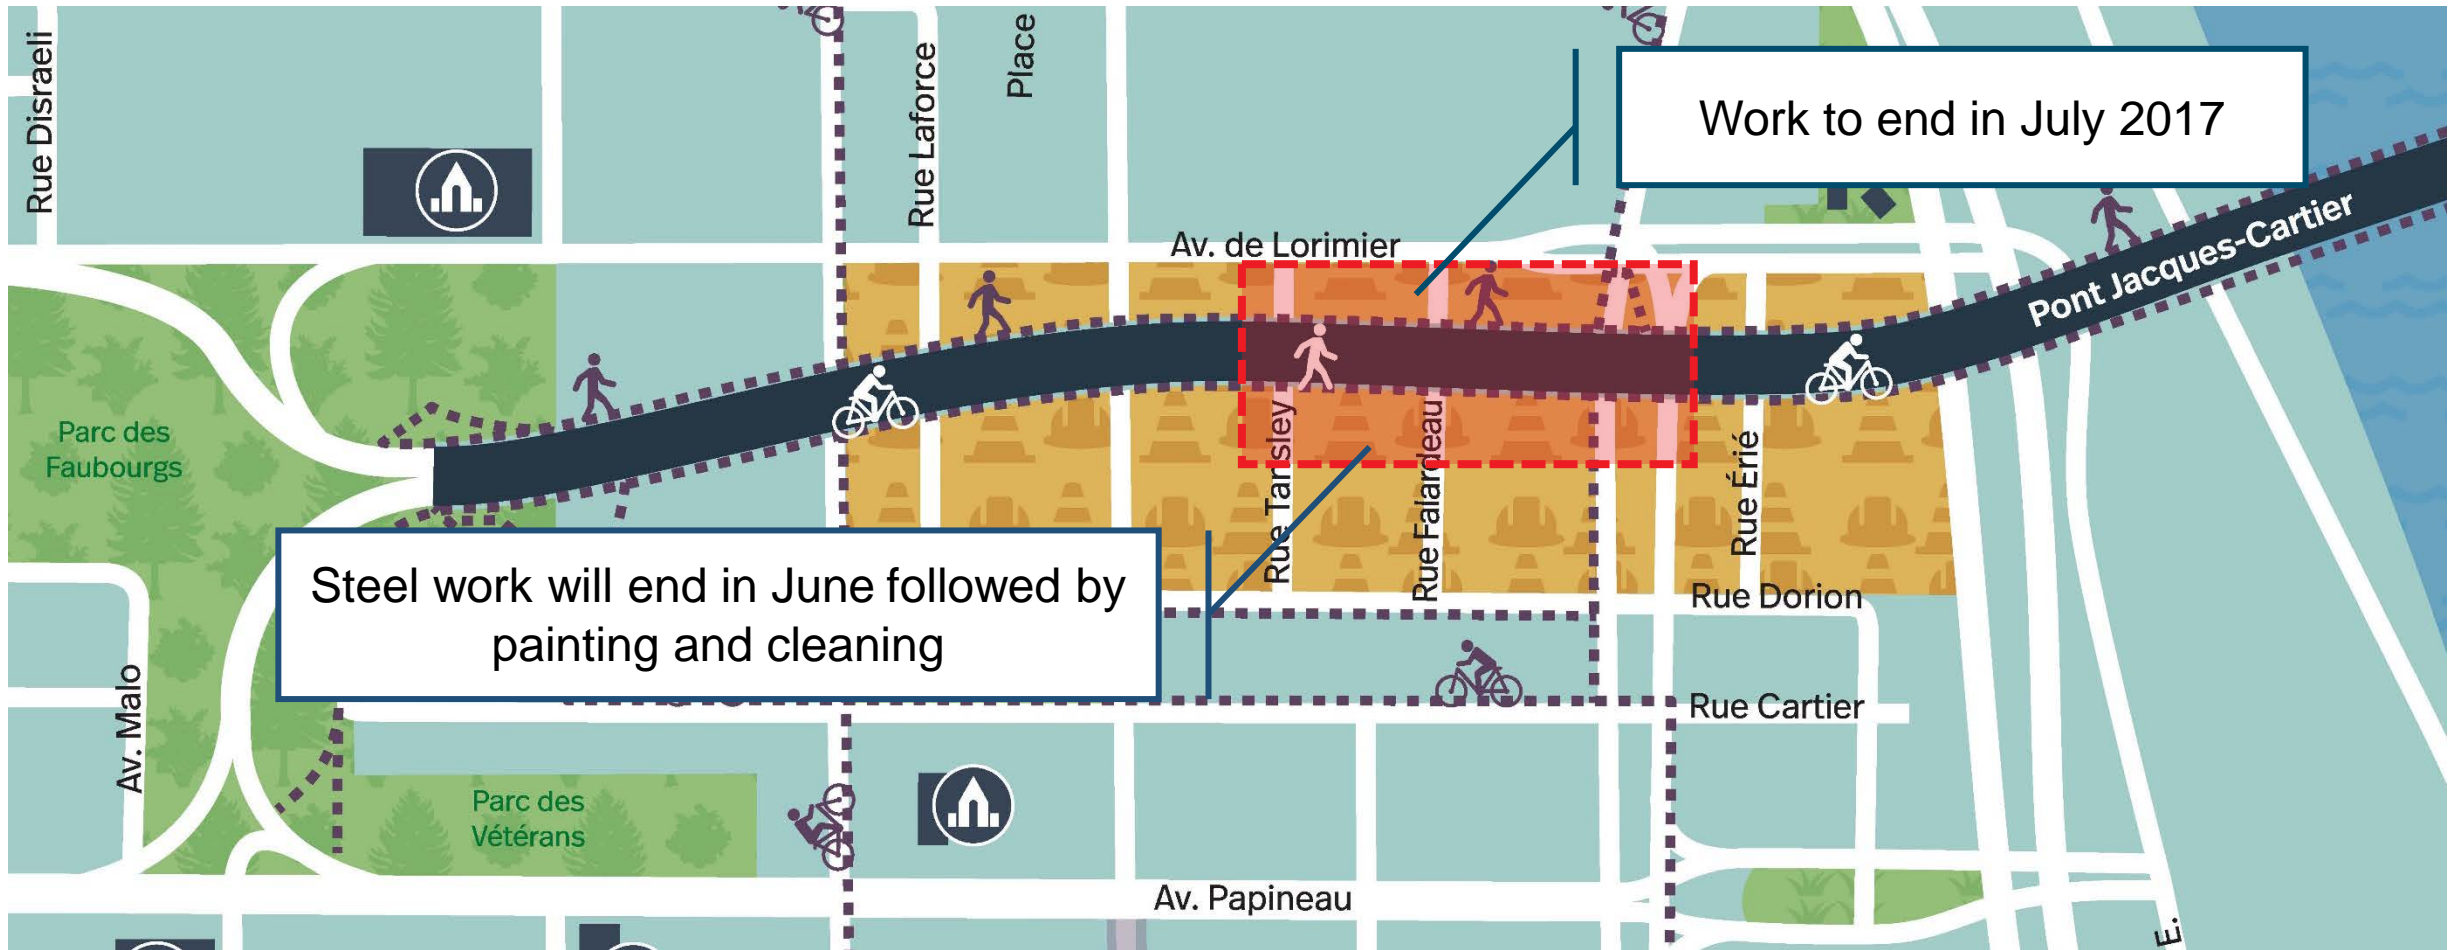 Rue Disraeli
Rue Laforce
Place
Work to end in July 2017
Av. de Lorimier
Pont Jacques-Cartier
Parc des
Faubourgs
Rue Tansley
Rue Falardeau
Rue Érié
Steel work will end in June followed by
painting and cleaning
Rue Dorion
Av. Malo
Rue Cartier
Parc des
Vétérans
Av. Papineau
E.